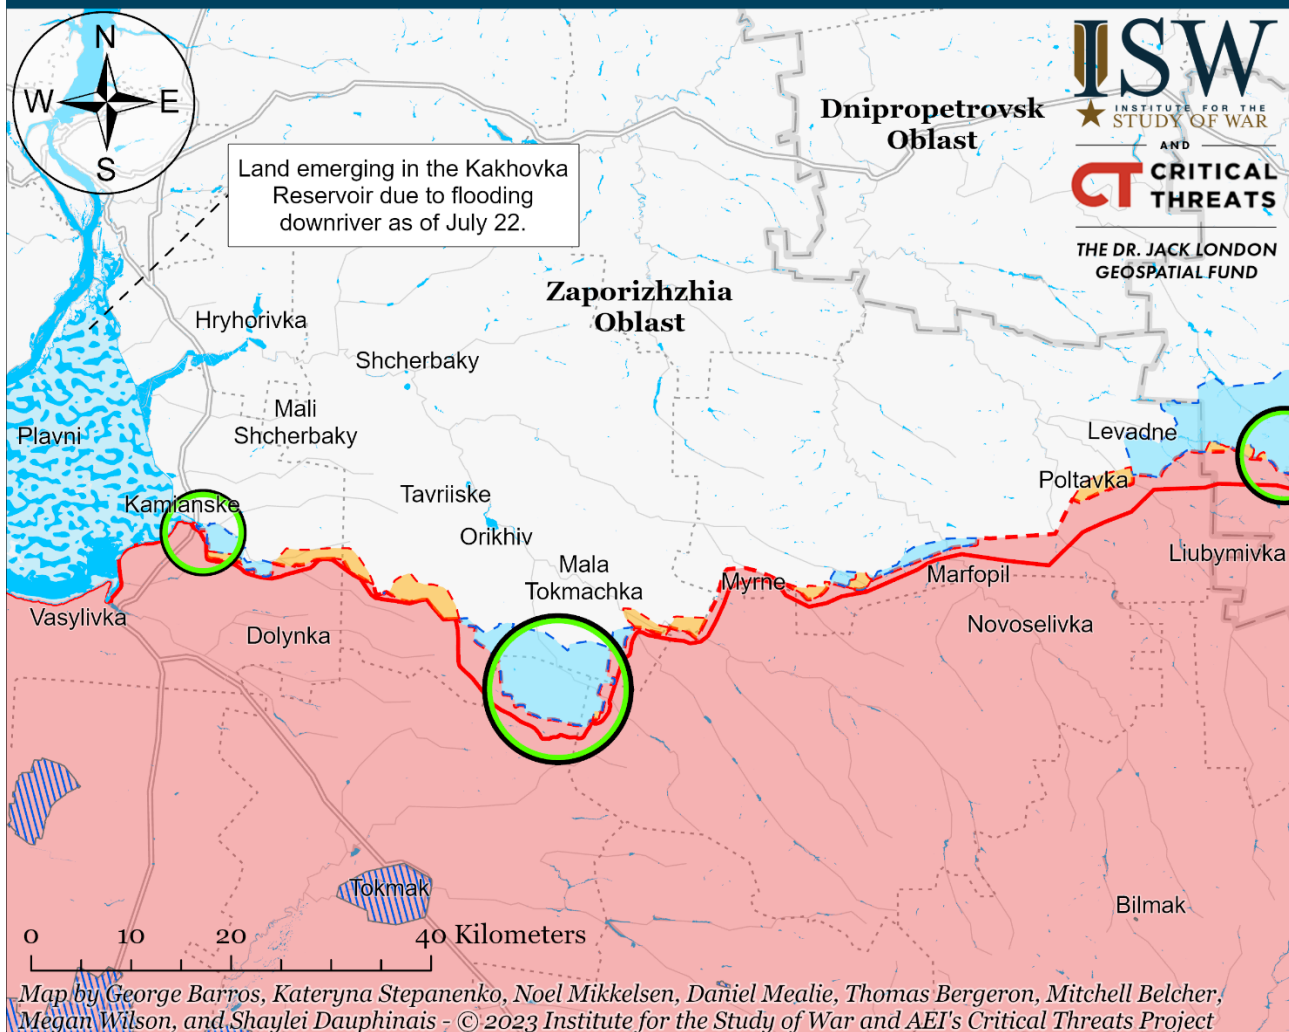 N
W E
S
ISW
INSTITUTE FOR THE
STUDY OF WAR
AND
CT CRITICAL
THREATS
THE DR. JACK LONDON
GEOSPATIAL FUND
Dnipropetrovsk
Oblast
Land emerging in the Kakhovka
Reservoir due to flooding
downriver as of July 22.
Zaporizhzhia
Oblast
Hryhorivka
Shcherbaky
Mali
Shcherbaky
Plavni
Levadne
Poltavka
Kamianske
Tavriiske
Orikhiv
Liubymivka
Mala
Tokmachka
Myrne
Marfopil
Vasylivka
Dolynka
Novoselivka
Tokmak
Bilmak
0 10 20 40 Kilometers
Map by George Barros, Kateryna Stepanenko, Noel Mikkelsen, Daniel Mealie, Thomas Bergeron, Mitchell Belcher,
Megan Wilson, and Shaylei Dauphinais - © 2023 Institute for the Study of War and AEI's Critical Threats Project